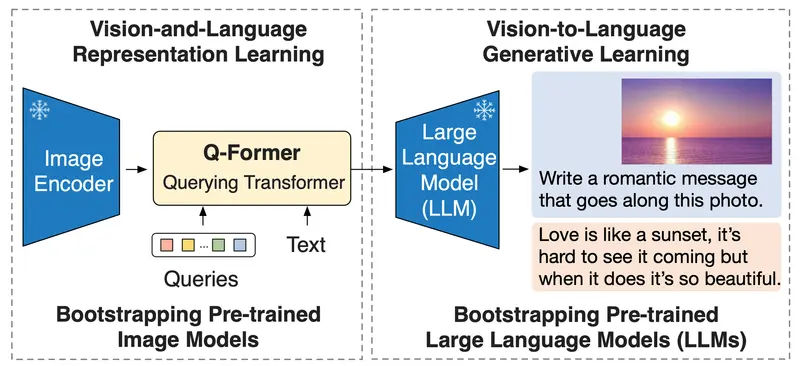 Vision-and-Language
Representation Learning
Image
Encoder
Q-Former
Querying Transformer
...
Queries
Text
Bootstrapping Pre-trained
Image Models
Vision-to-Language
Generative Learning
Large
Language
Model
(LLM)
Write a romantic message
that goes along this photo.
Love is like a sunset, it’s
hard to see it coming but
when it does it’s so beautiful.
Bootstrapping Pre-trained
Large Language Models (LLMs)